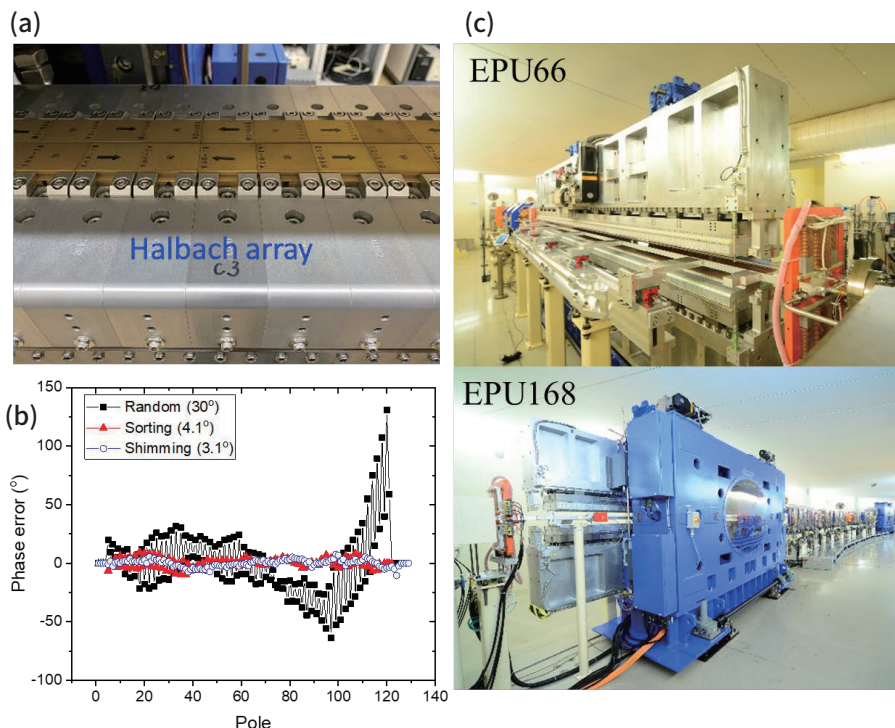 (a)
Halbach array
C3
(b)
150
100
50
0
-50
-100
Phase error (°)
Random (30°)
Sorting (4.1°)
Shimming (3.1°)
0 20 40 60 80 100 120 140
Pole
(c)
EPU66
EPU168